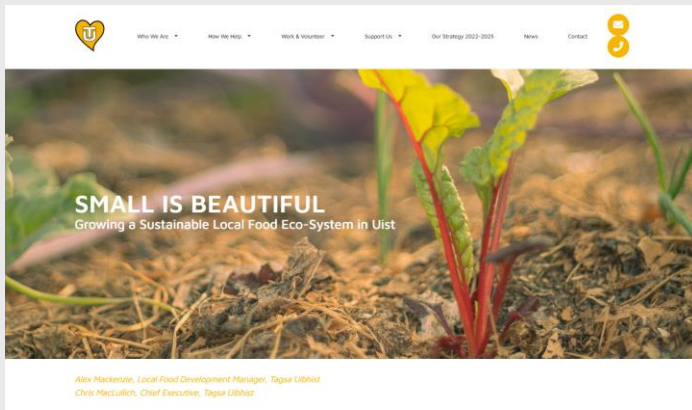 Who We Are
How We Help
Work & Volunteer
Support Us
Our Strategy 2022-2025
News
Contact
SMALL IS BEAUTIFUL
Growing a Sustainable Local Food Eco-System in Uist
Alex Mackenzie, Local Food Development Manager, Tagsa Uibhist
Chris MacLullich, Chief Executive, Tagsa Uibhist